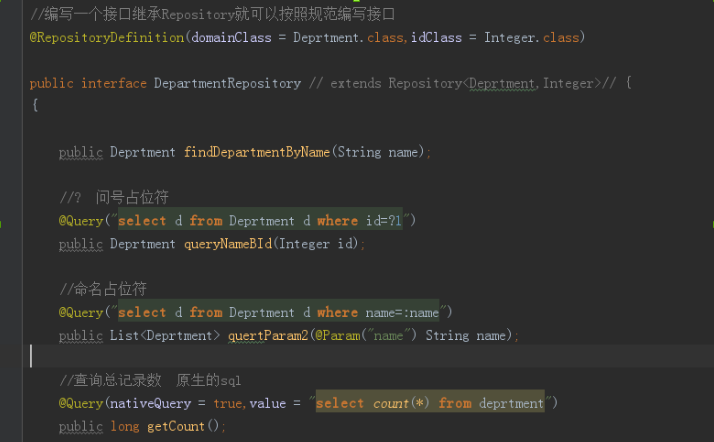 //编写一个接口继承Repository就可以按照规范编写接口
@RepositoryDefinition(domainClass = Deprtment.class,idClass = Integer.class)
public interface DepartmentRepository // extends Repository<Deprtment,Integer>// {
{
public Deprtment findDepartmentByName(String name);
//? 问号占位符
@Query("select d from Deprtment d where id=?1")
public Deprtment queryNameBId(Integer id);
//命名占位符
@Query("select d from Deprtment d where name=:name")
public List<Deprtment> quertParam2(@Param("name") String name);
//查询总记录数 原生的sql
@Query(nativeQuery = true,value = "select count(*) from deprtment")
public long getCount();